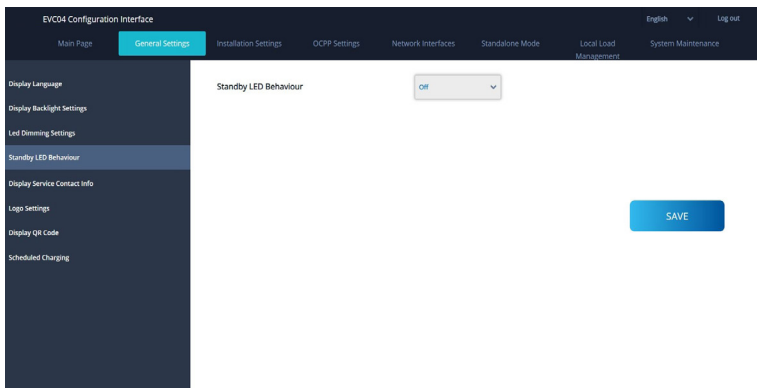 EVC04 Configuration Interface
English
Log out
Main Page
General Settings
Installation Settings
OCPP Settings
Network Interfaces
Standalone Mode
Local Load
Management
System Maintenance
Display Language
Display Backlight Settings
Led Dimming Settings
Standby LED Behaviour
Display Service Contact Info
Logo Settings
Display QR Code
Scheduled Charging
Standby LED Behaviour
Off
SAVE